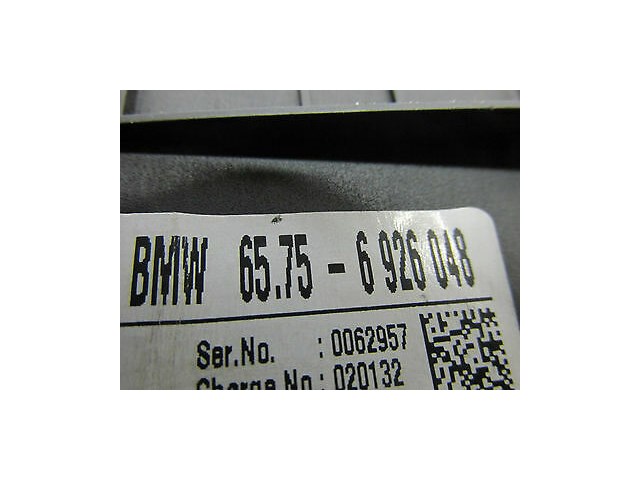 BMW 65.75 - 6 926 048
Ser.No. : 0062957
Charge No : 020132